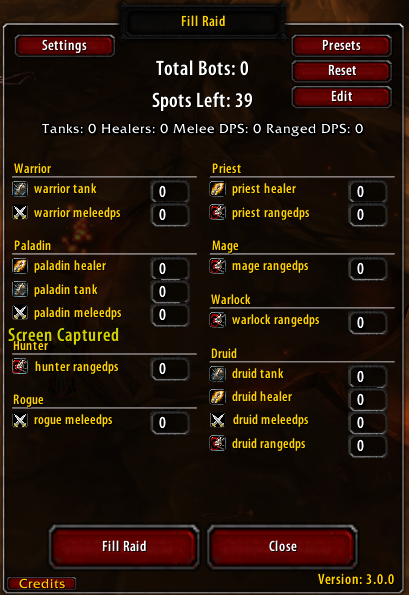 Fill Raid
Settings
Presets
Total Bots: 0
Reset
Spots Left: 39
Edit
Tanks: 0 Healers: 0 Melee DPS: 0 Ranged DPS: 0
Warrior
warrior tank 0
warrior meleedps 0
Paladin
paladin healer 0
paladin tank 0
paladin meleedps 0
Screen Captured
Hunter
hunter rangedps 0
Rogue
rogue meleedps 0
Priest
priest healer 0
priest rangedps 0
Mage
mage rangedps 0
Warlock
warlock rangedps 0
Druid
druid tank 0
druid healer 0
druid meleedps 0
druid rangedps 0
Fill Raid
Close
Credits
Version: 3.0.0